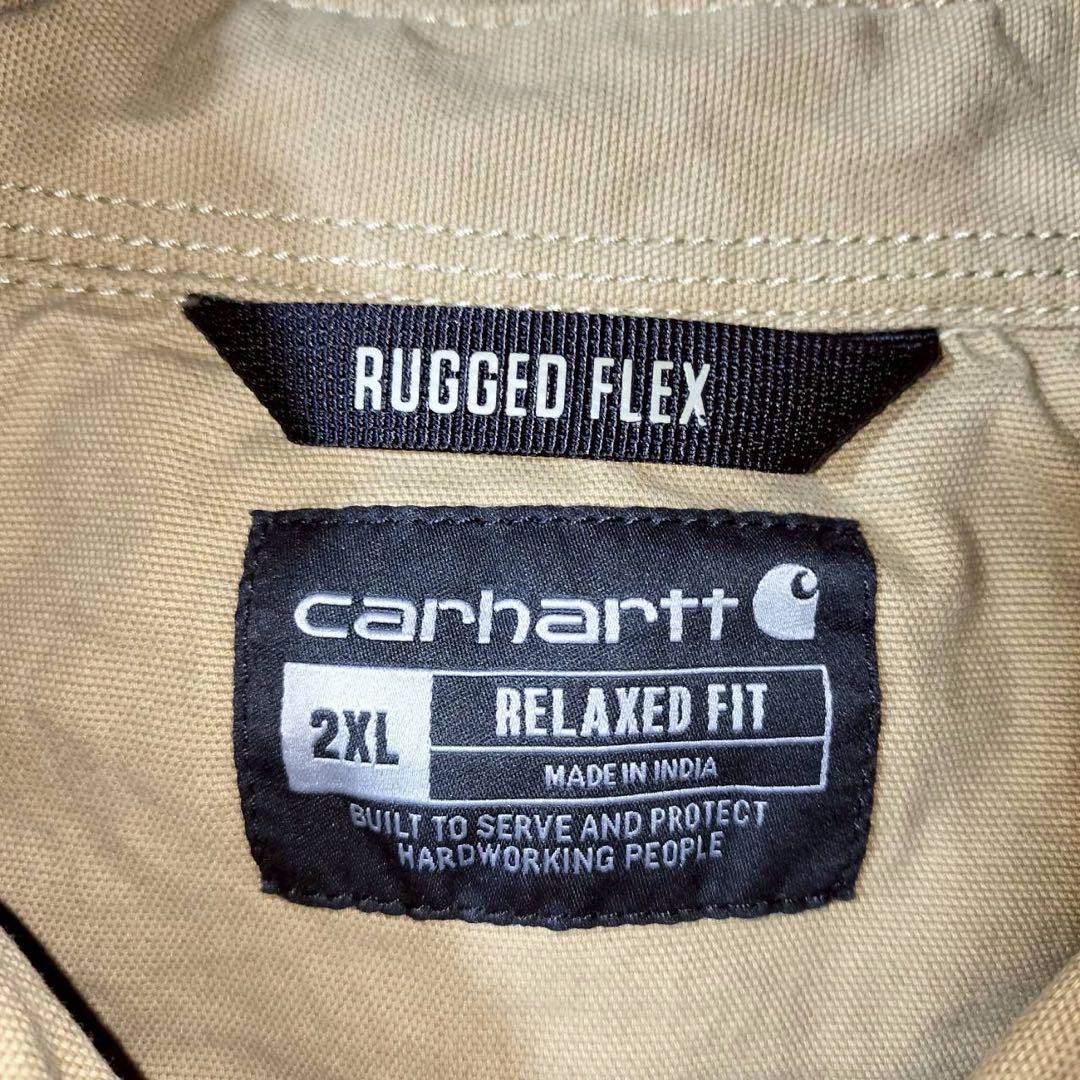 RUGGED FLEX
carhartt
2XL
RELAXED FIT
MADE IN INDIA
BUILT TO SERVE AND PROTECT
HARDWORKING PEOPLE